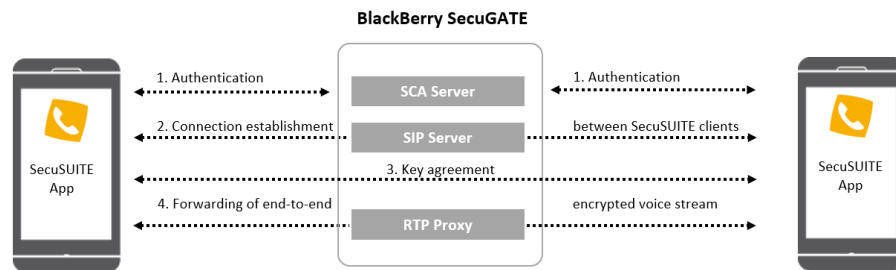 BlackBerry SecuGATE
1. Authentication
1. Authentication
SCA Server
2. Connection establishment
SIP Server
between SecuSUITE clients
3. Key agreement
SecuSUITE
App
SecuSUITE
App
4. Forwarding of end-to-end
RTP Proxy
encrypted voice stream